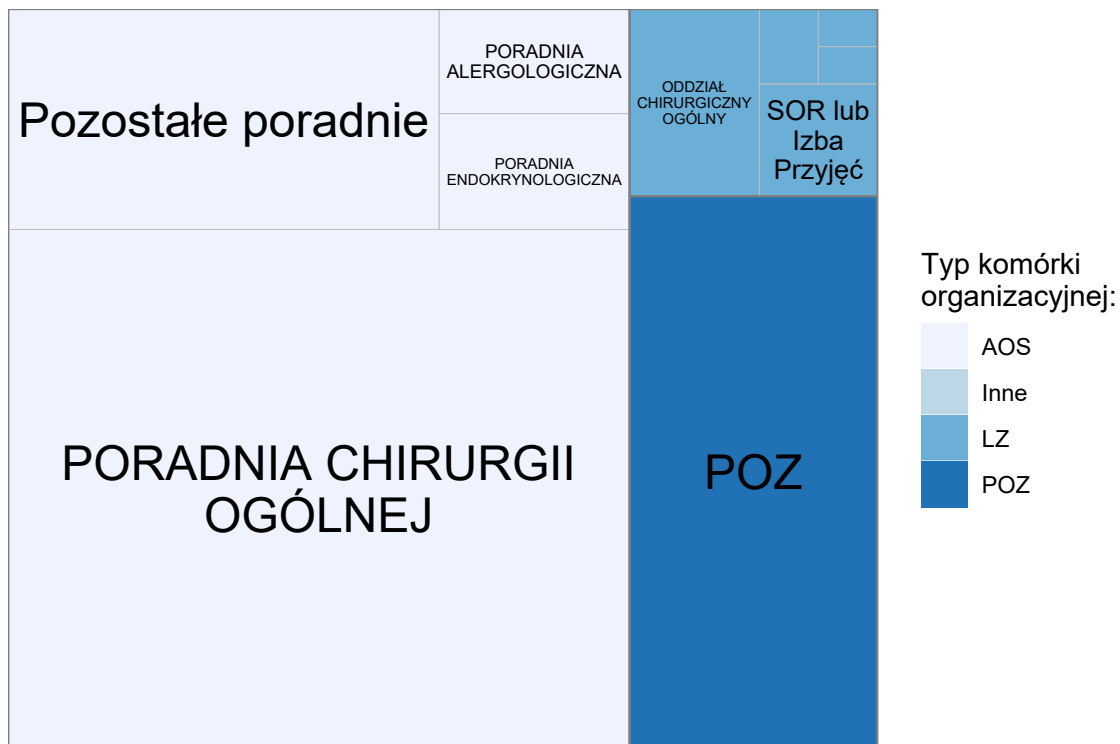 Pozostałe poradnie
PORADNIA
ALERGOLOGICZNA
PORADNIA
ENDOKRYNOLOGICZNA
ODDZIAŁ
CHIRURGICZNY
OGÓLNY
SOR lub
Izba
Przyjęć
PORADNIA CHIRURGII
OGÓLNEJ
POZ
Typ komórki
organizacyjnej:
AOS
Inne
LZ
POZ